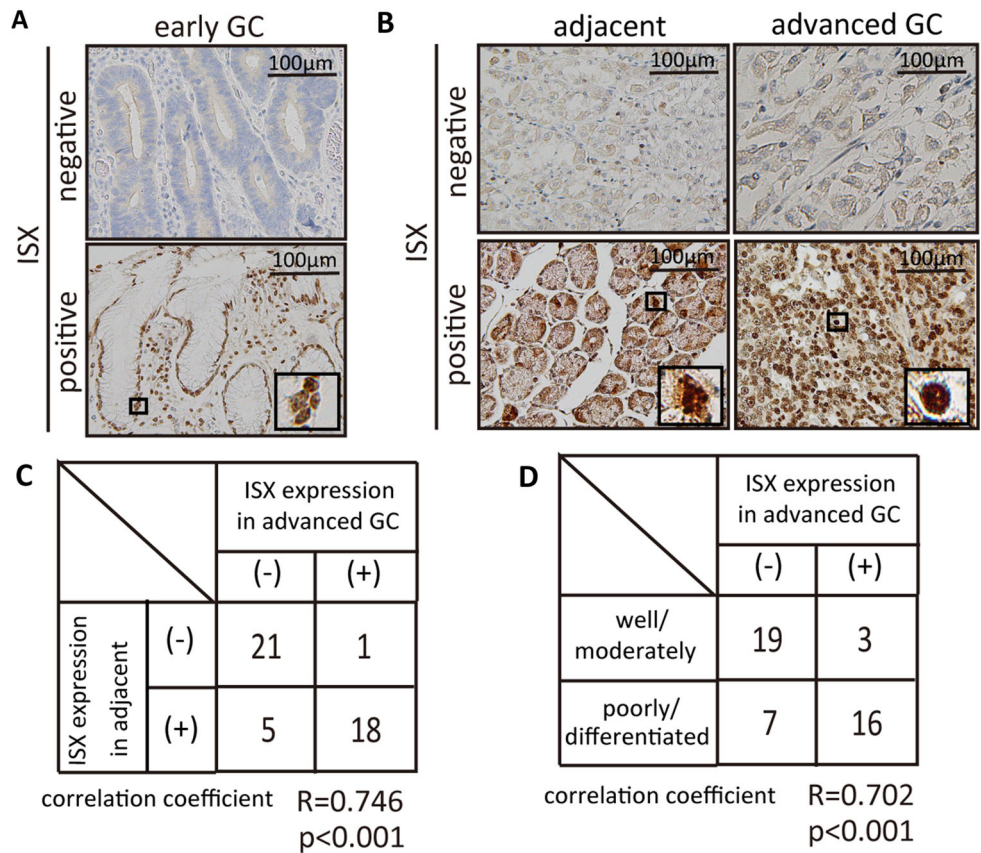 A
early GC
ISX
negative
100μm
positive
100μm
B
adjacent
advanced GC
ISX
negative
100μm
100μm
positive
100μm
100μm
C
ISX expression
in advanced GC
(-)
(+)
ISX expression
in adjacent
(-)
21
1
(+)
5
18
correlation coefficient R=0.746
p<0.001
D
ISX expression
in advanced GC
(-)
(+)
well/
moderately
19
3
poorly/
differentiated
7
16
correlation coefficient R=0.702
p<0.001